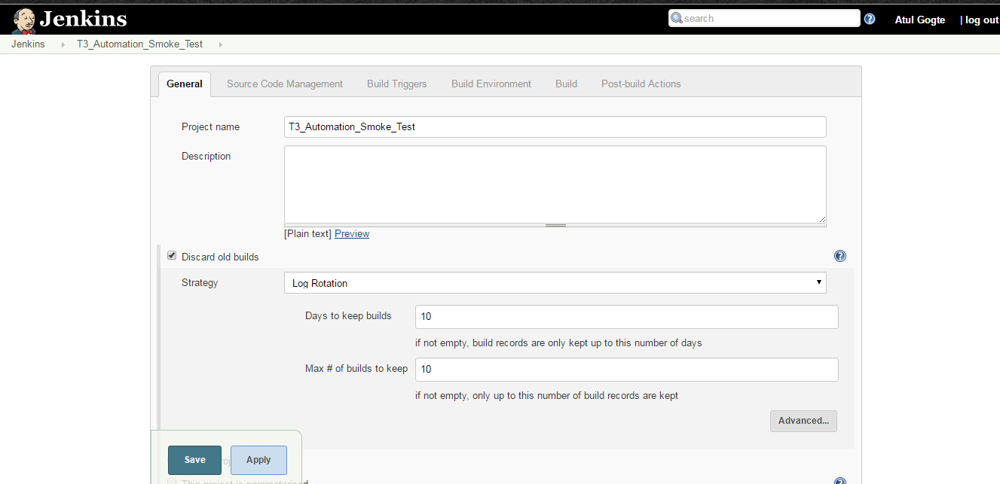 Jenkins
search
?
Atul Gogte
| log out
Jenkins
T3_Automation_Smoke_Test
General
Source Code Management
Build Triggers
Build Environment
Build
Post-build Actions
Project name
T3_Automation_Smoke_Test
Description
[Plain text] Preview
Discard old builds
?
Strategy
Log Rotation
Days to keep builds
10
if not empty, build records are only kept up to this number of days
Max # of builds to keep
10
if not empty, only up to this number of build records are kept
Advanced...
Save
Apply
This project is parameterised
?